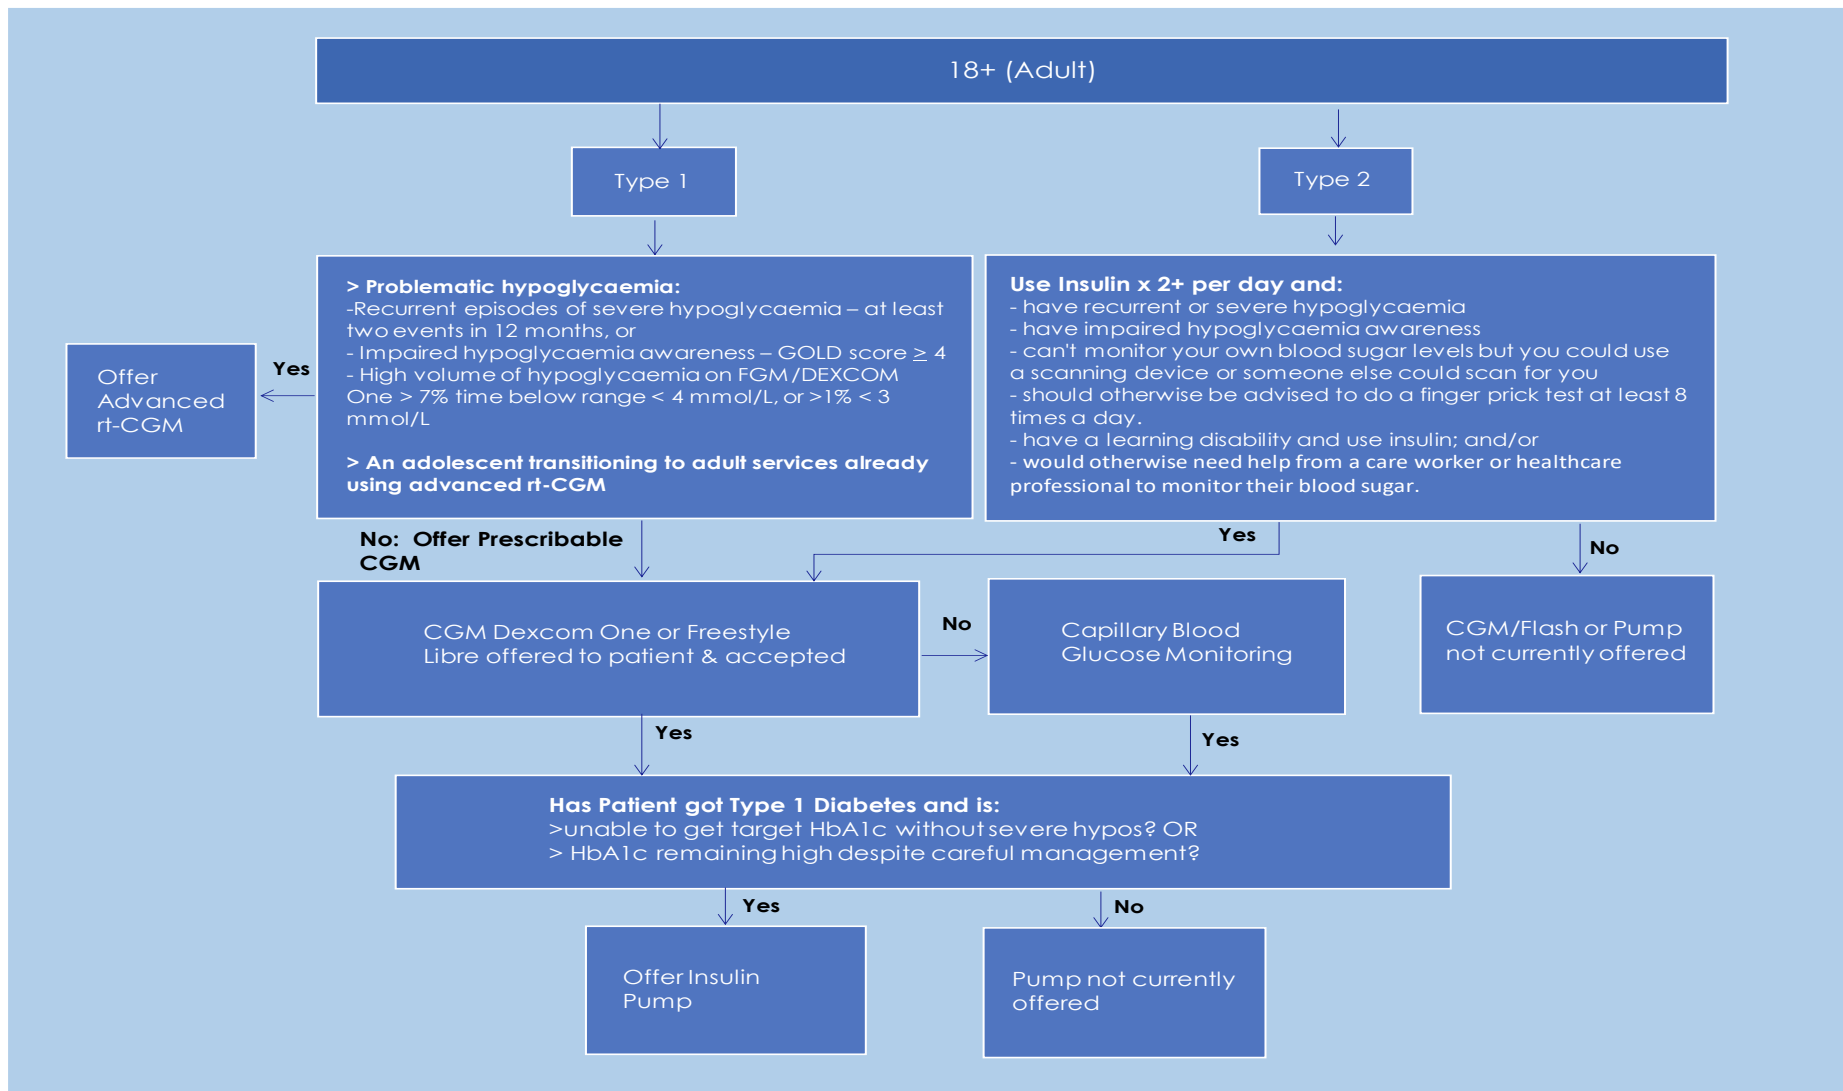 18+ (Adult)
Type 1
Type 2
> Problematic hypoglycaemia:
-Recurrent episodes of severe hypoglycaemia – at least
two events in 12 months, or
- Impaired hypoglycaemia awareness – GOLD score ≥ 4
- High volume of hypoglycaemia on FGM/DEXCOM
One > 7% time below range < 4 mmol/L, or >1% < 3
mmol/L
> An adolescent transitioning to adult services already
using advanced rt-CGM
Use Insulin x 2+ per day and:
- have recurrent or severe hypoglycaemia
- have impaired hypoglycaemia awareness
- can't monitor your own blood sugar levels but you could use
a scanning device or someone else could scan for you
- should otherwise be advised to do a finger prick test at least 8
times a day.
- have a learning disability and use insulin; and/or
- would otherwise need help from a care worker or healthcare
professional to monitor their blood sugar.
Yes
Offer
Advanced
rt-CGM
No: Offer Prescribable
CGM
Yes
No
CGM Dexcom One or Freestyle
Libre offered to patient & accepted
No
Capillary Blood
Glucose Monitoring
CGM/Flash or Pump
not currently offered
Yes
Yes
Has Patient got Type 1 Diabetes and is:
>unable to get target HbA1c without severe hypos? OR
> HbA1c remaining high despite careful management?
Yes
No
Offer Insulin
Pump
Pump not currently
offered